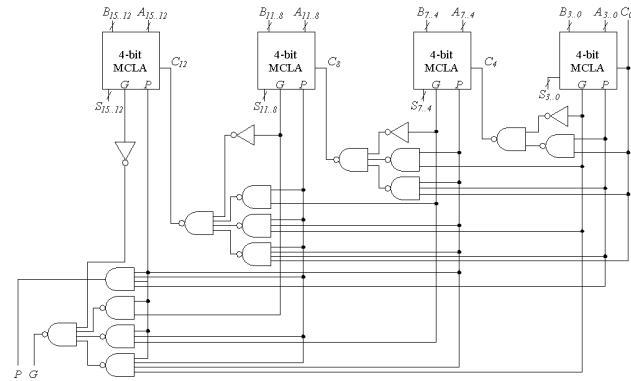 B15..12 A15..12 B11..8 A11..8 B7..4 A7..4 B3..0 A3..0 C0
4-bit MCLA C12 4-bit MCLA C8 4-bit MCLA C4 4-bit MCLA
G P G P G P G P
S15..12 S11..8 S7..4 S3..0
P G